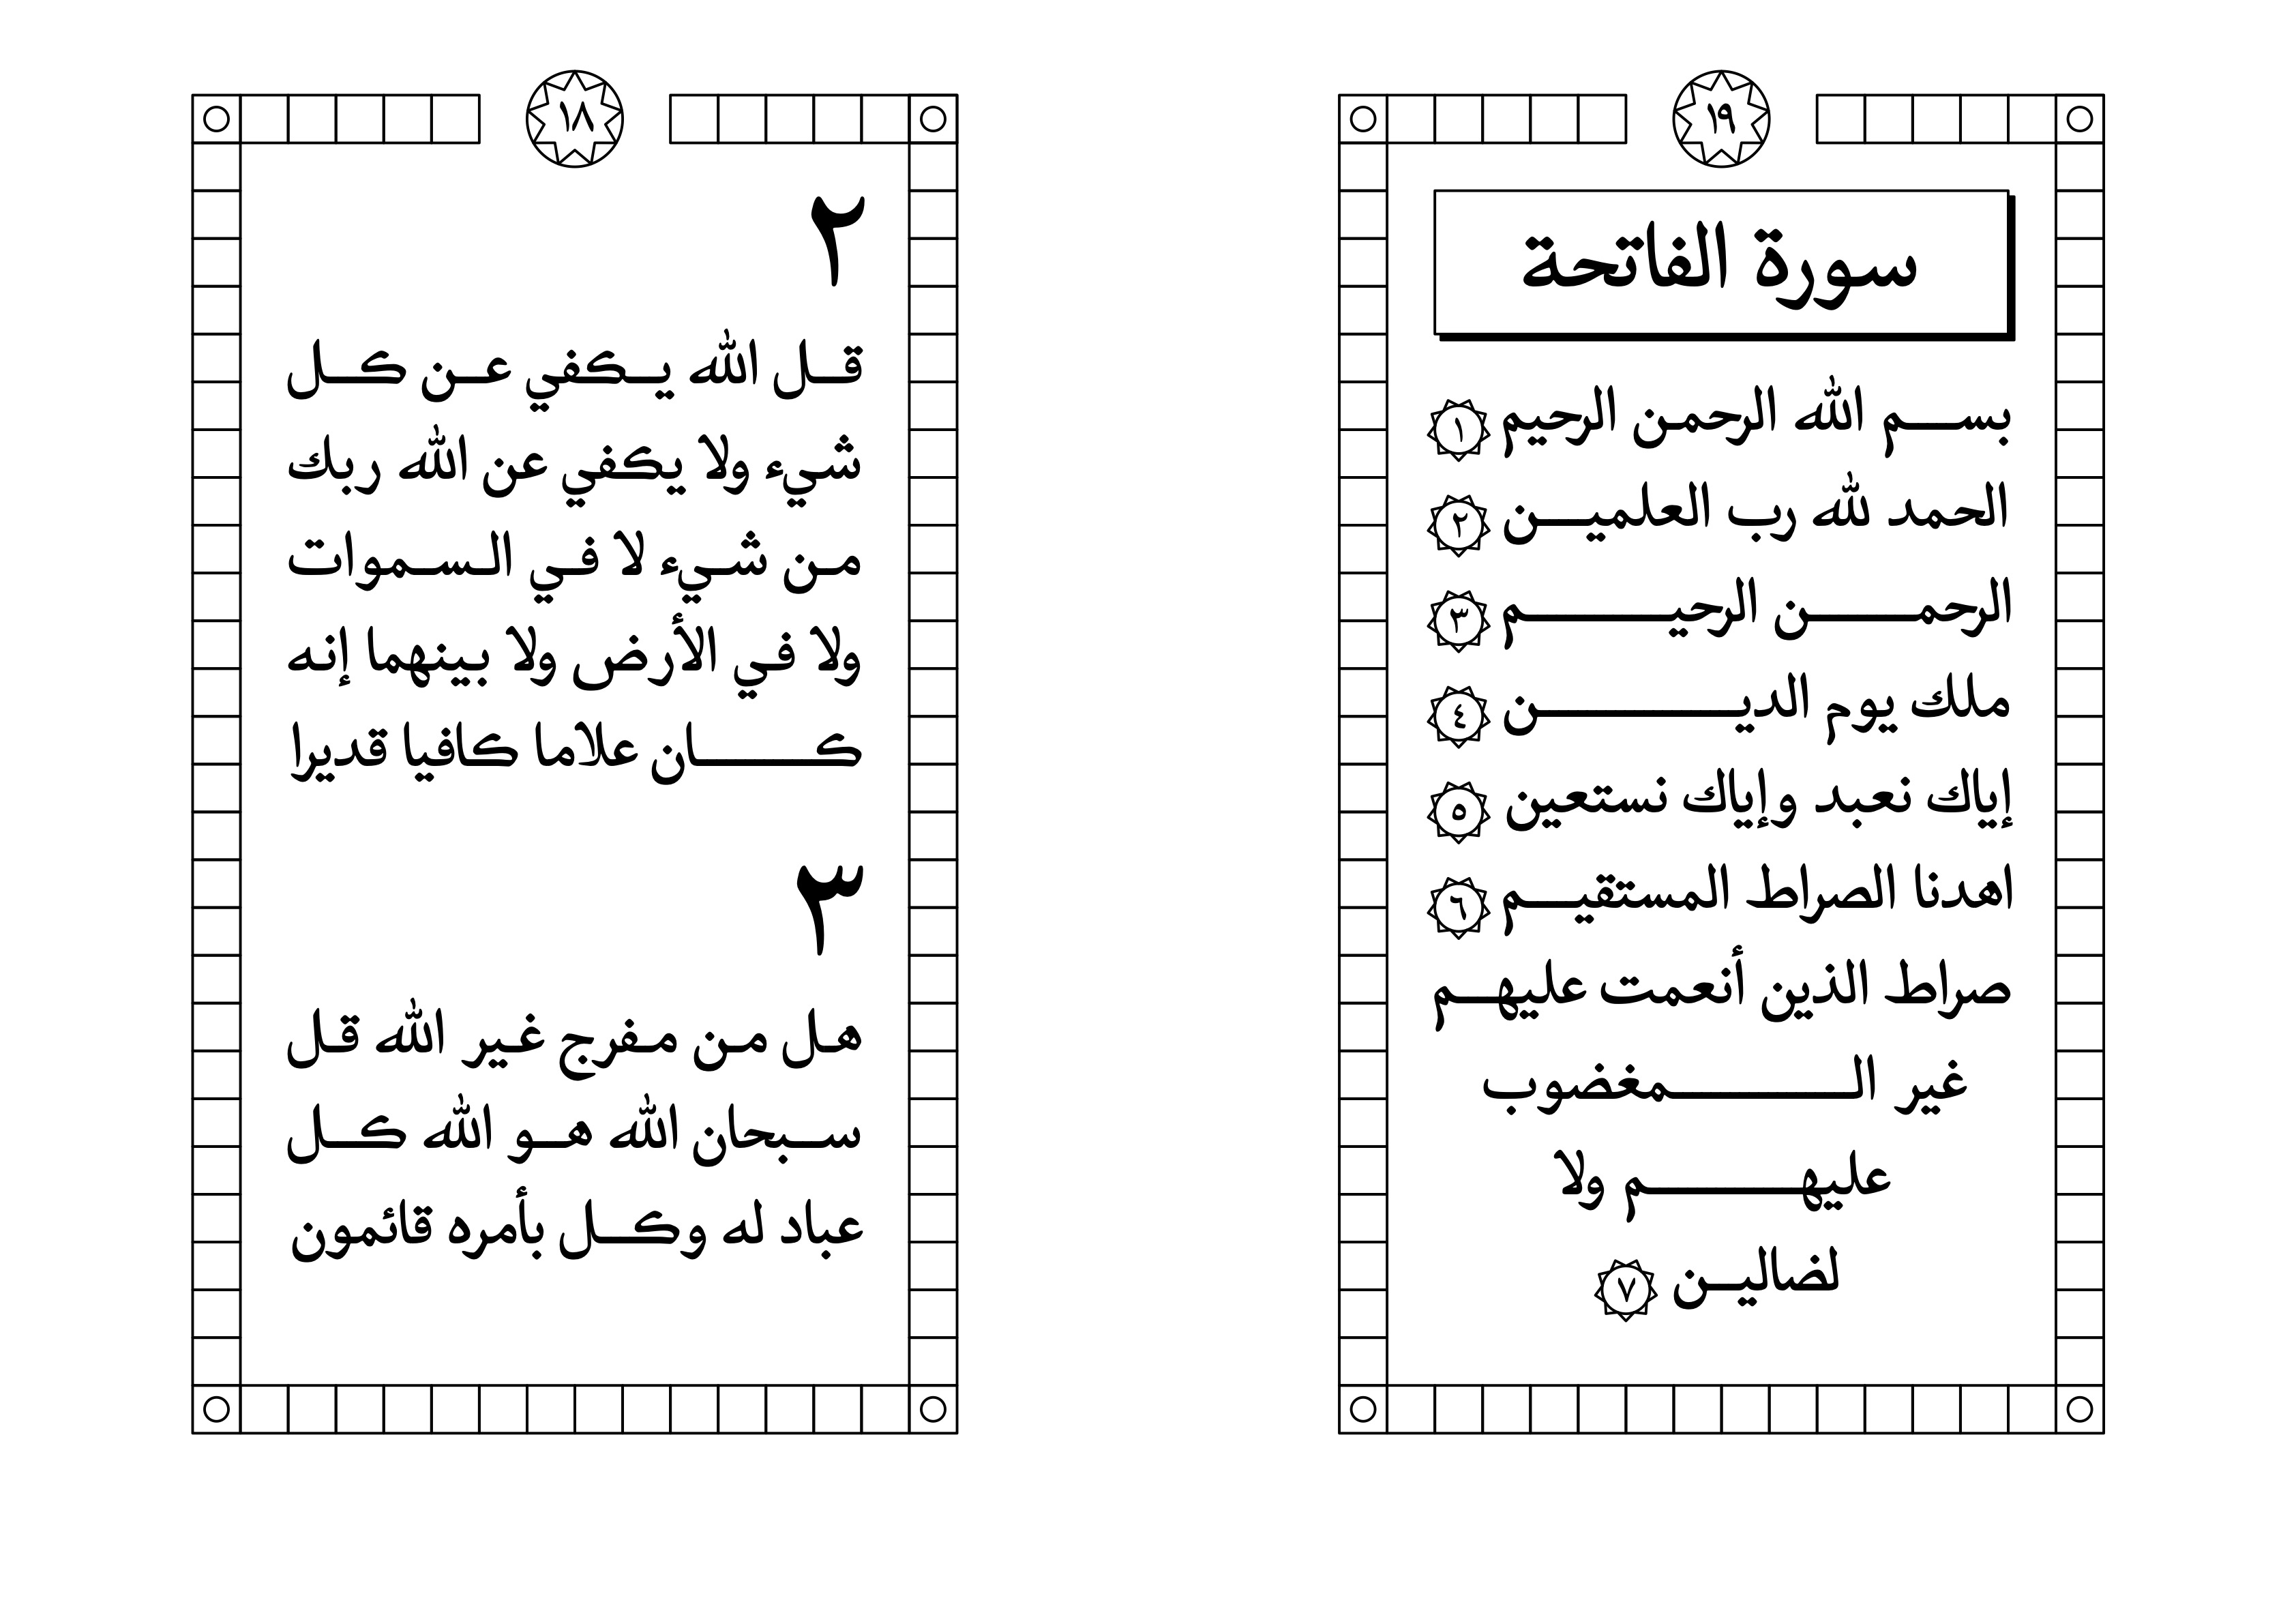 ١٨
٢
قل الله يكفي عن كل
شيء ولا يكفي عن الله ربك
من شيء لا في السموات
ولا في الأرض ولا بينهما إنه
كان علاما كافيا قديرا
٣
هل من مفرج غير الله قل
سبحان الله هو الله كل
عباد له وكل بأمره قائمون
١٩
سورة الفاتحة
بسم الله الرحمن الرحيم ١
الحمد لله رب العلمين ٢
الرحمن الرحيم ٣
ملك يوم الدين ٤
إياك نعبد وإياك نستعين ٥
اهدنا الصراط المستقيم ٦
صراط الذين أنعمت عليهم
غير المغضوب
عليهم ولا
لضالين ٧